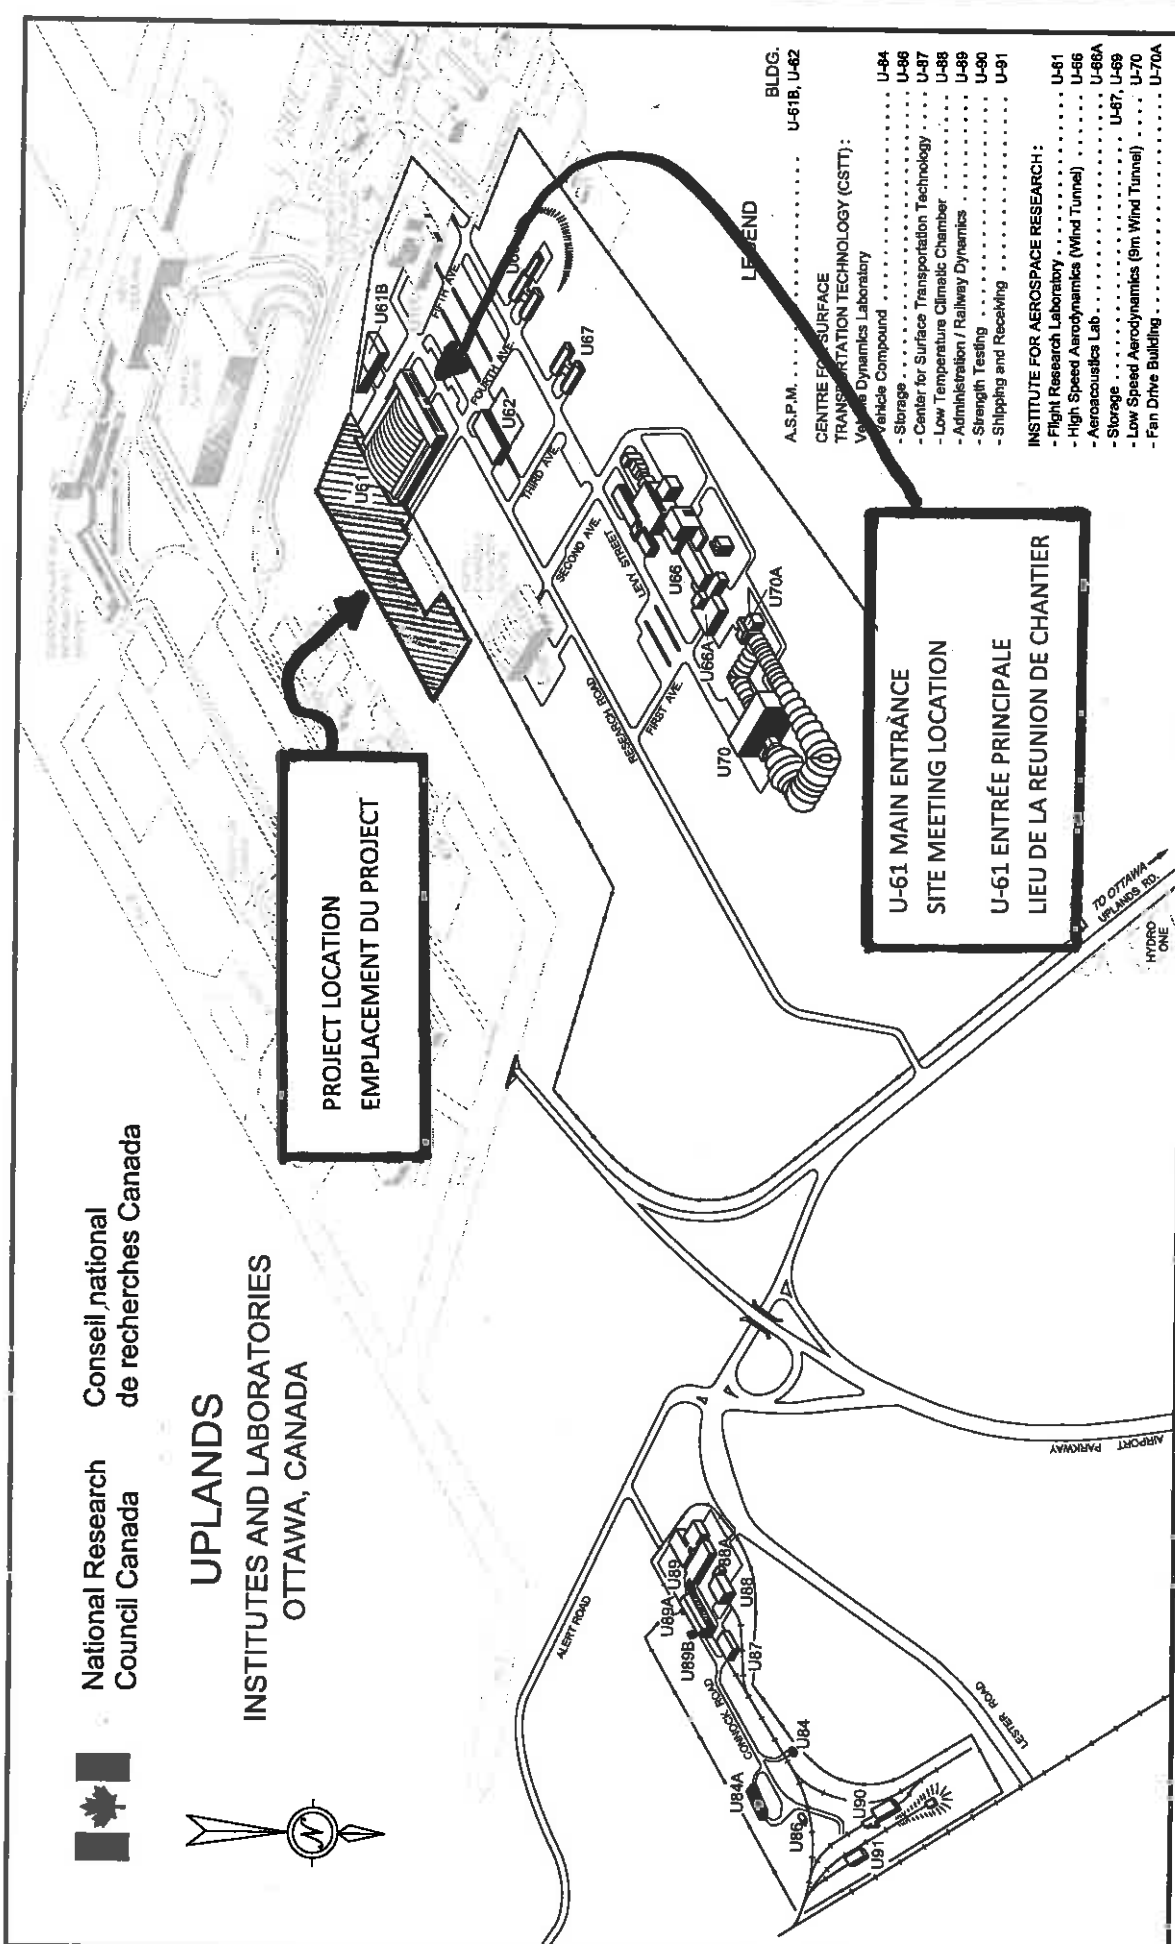 National Research
Council Canada
Conseil national
de recherches Canada
UPLANDS
INSTITUTES AND LABORATORIES
OTTAWA, CANADA
N
PROJECT LOCATION
EMPLACEMENT DU PROJECT
U61
U61B
U62
U67
U66
U66A
U70
U70A
FIFTH AVE.
FOURTH AVE.
THIRD AVE.
SECOND AVE.
LEVY STREET
FIRST AVE.
RESEARCH ROAD
U-61 MAIN ENTRANCE
SITE MEETING LOCATION
U-61 ENTRÉE PRINCIPALE
LIEU DE LA REUNION DE CHANTIER
TO OTTAWA
UPLANDS RD.
HYDRO
ONE
AIRPORT PARKWAY
ALERT ROAD
CONNOCK ROAD
LESTER ROAD
U89
U89A
U89B
U88A
U88
U87
U84
U84A
U86
U90
U91
LEGEND
BLDG.
A.S.P.M. . . . . . . . . . . . . . . U-61B, U-62
CENTRE FOR SURFACE
TRANSPORTATION TECHNOLOGY (CSTT) :
Vehicle Dynamics Laboratory
Vehicle Compound . . . . . . . . . . . . . . . U-84
- Storage . . . . . . . . . . . . . . . U-86
- Center for Surface Transportation Technology . . . . U-87
- Low Temperature Climatic Chamber . . . . . . . U-88
- Administration / Railway Dynamics . . . . . . . . . U-89
- Strength Testing . . . . . . . . . . . . . . . U-90
- Shipping and Receiving . . . . . . . . . . . . . . . U-91
INSTITUTE FOR AEROSPACE RESEARCH :
- Flight Research Laboratory . . . . . . . . . . . . . . . U-61
- High Speed Aerodynamics (Wind Tunnel) . . . . . . U-66
- Aeroacoustics Lab . . . . . . . . . . . . . . . U-66A
- Storage . . . . . . . . . . . . . . . U-67, U-69
- Low Speed Aerodynamics (9m Wind Tunnel) . . . . U-70
- Fan Drive Building . . . . . . . . . . . . . . . U-70A